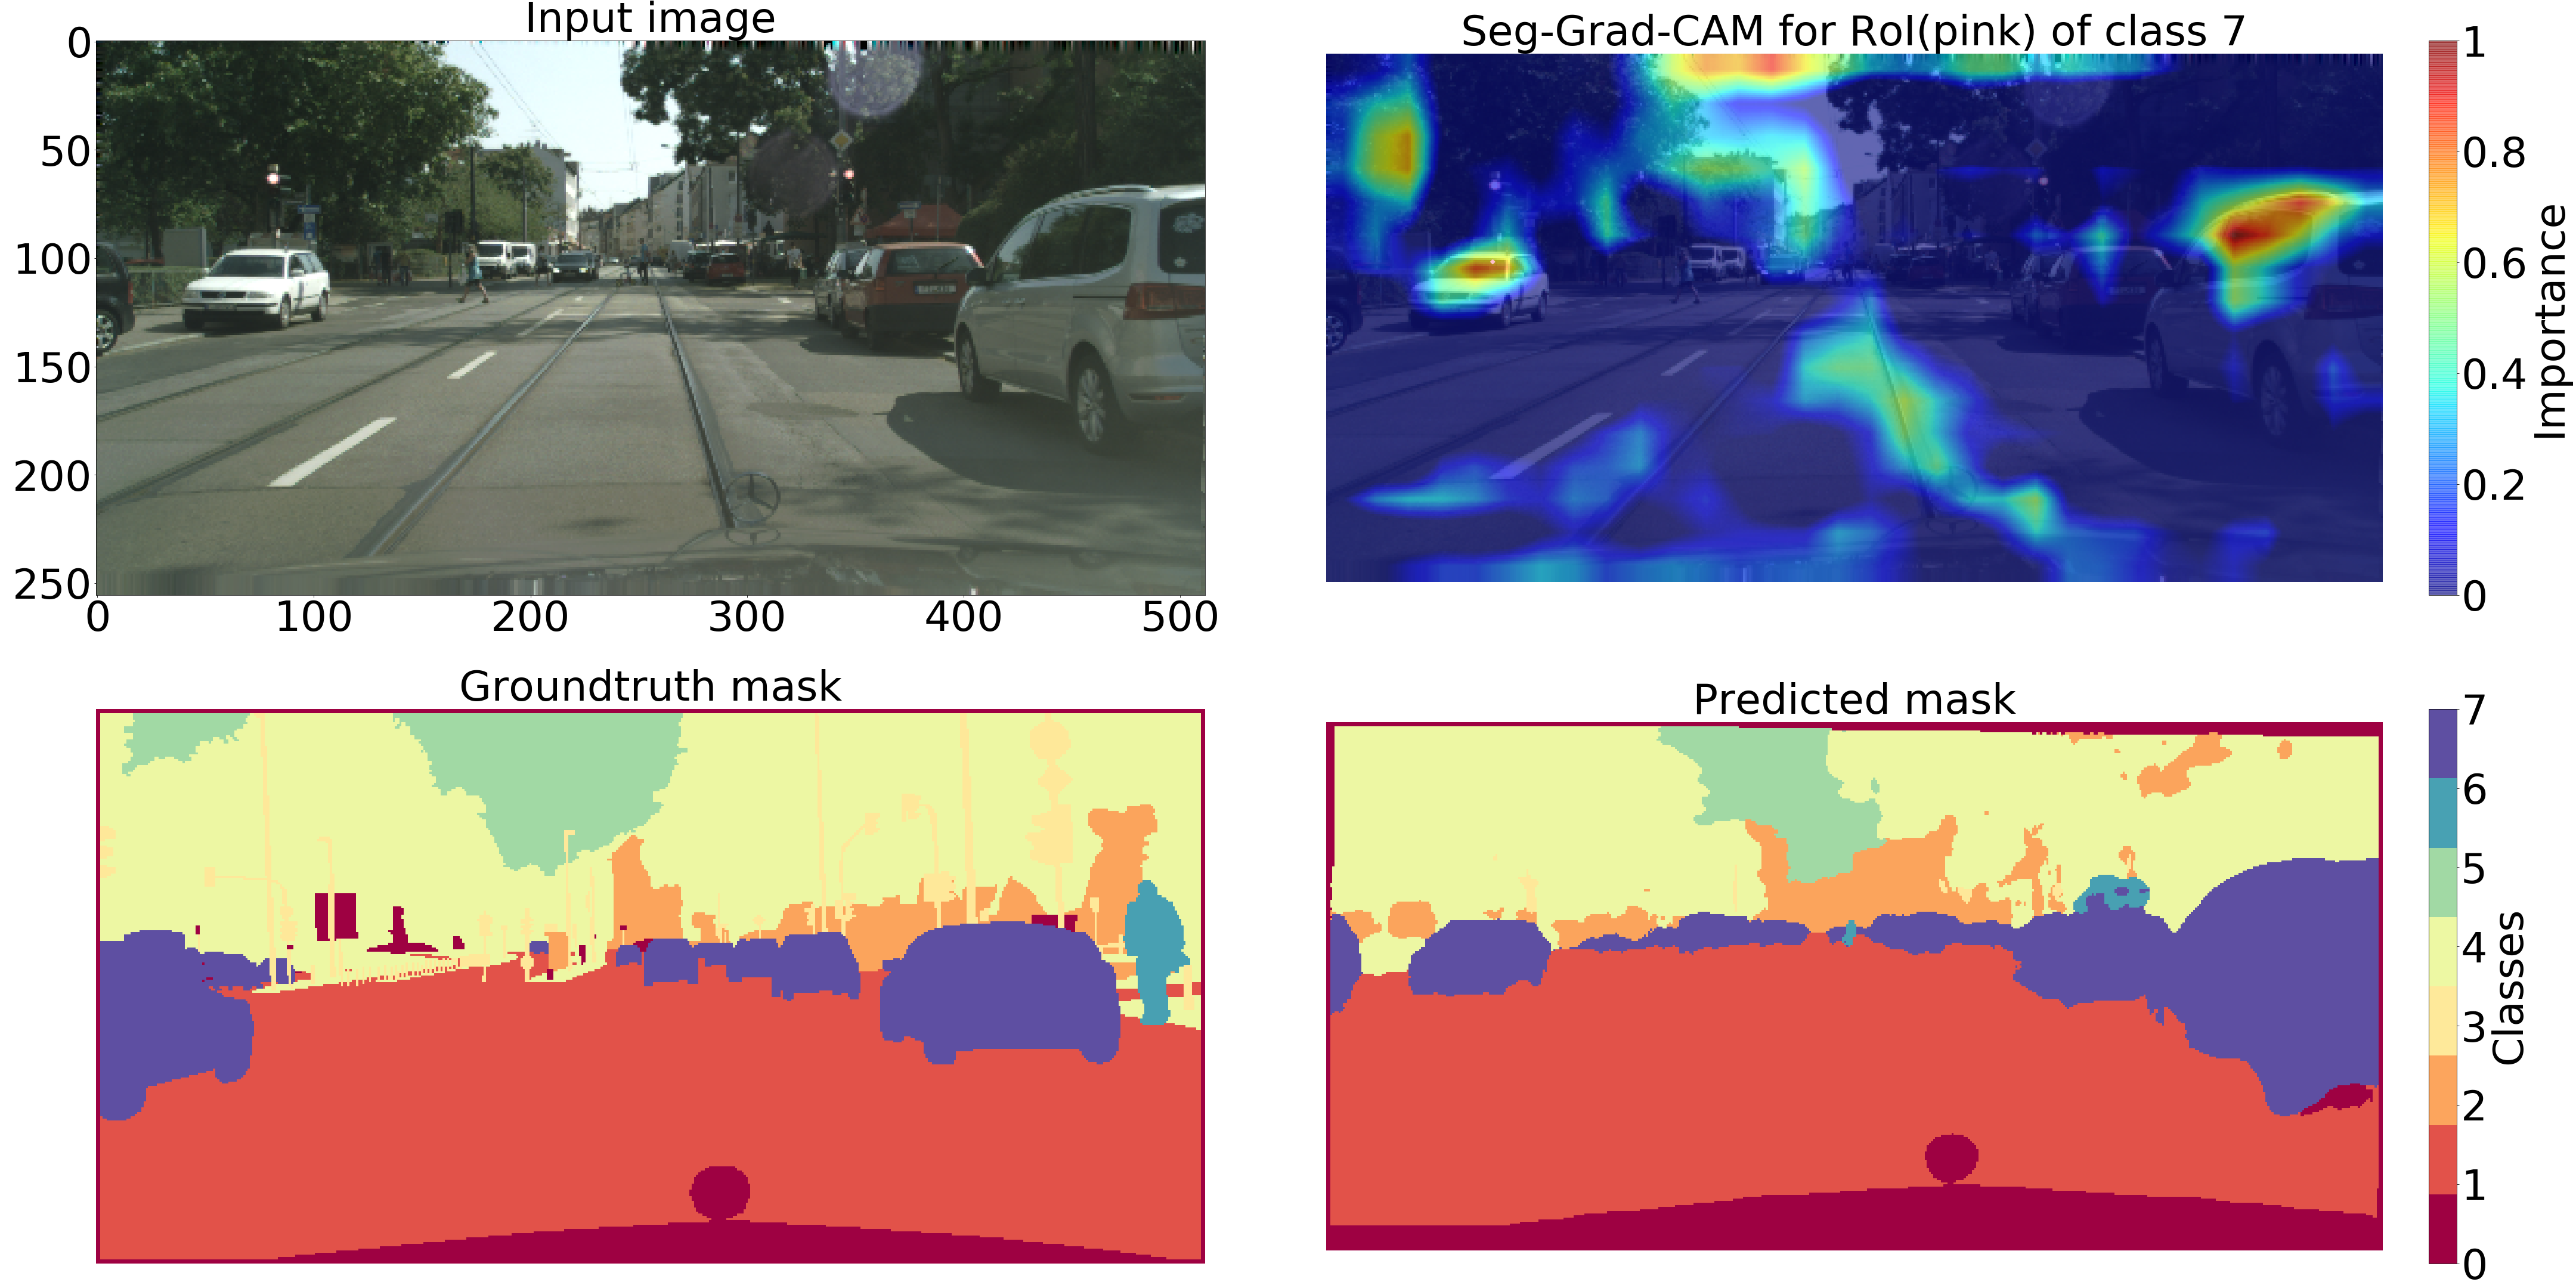 Input image
0
50
100
150
200
250
0 100 200 300 400 500
Seg-Grad-CAM for RoI(pink) of class 7
1
0.8
0.6
0.4
0.2
0
Importance
Groundtruth mask
Predicted mask
7
6
5
4
3
2
1
0
Classes